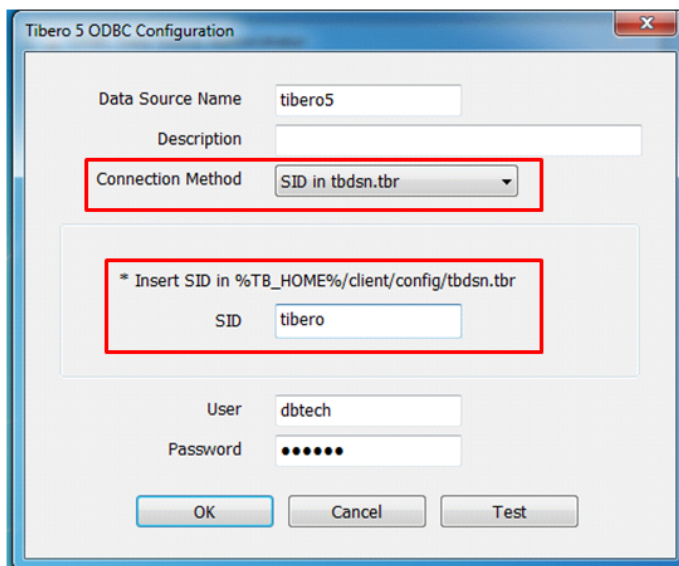 Tibero 5 ODBC Configuration
Data Source Name tibero5
Description
Connection Method SID in tbdsn.tbr
* Insert SID in %TB_HOME%/client/config/tbdsn.tbr
SID tibero
User dbtech
Password ●●●●●●
OK Cancel Test